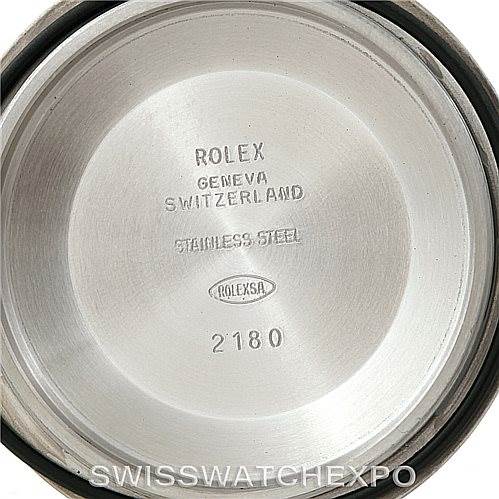 ROLEX
GENEVA
SWITZERLAND
STAINLESS STEEL
ROLEXSA
2180
SWISSWATCHEXPO